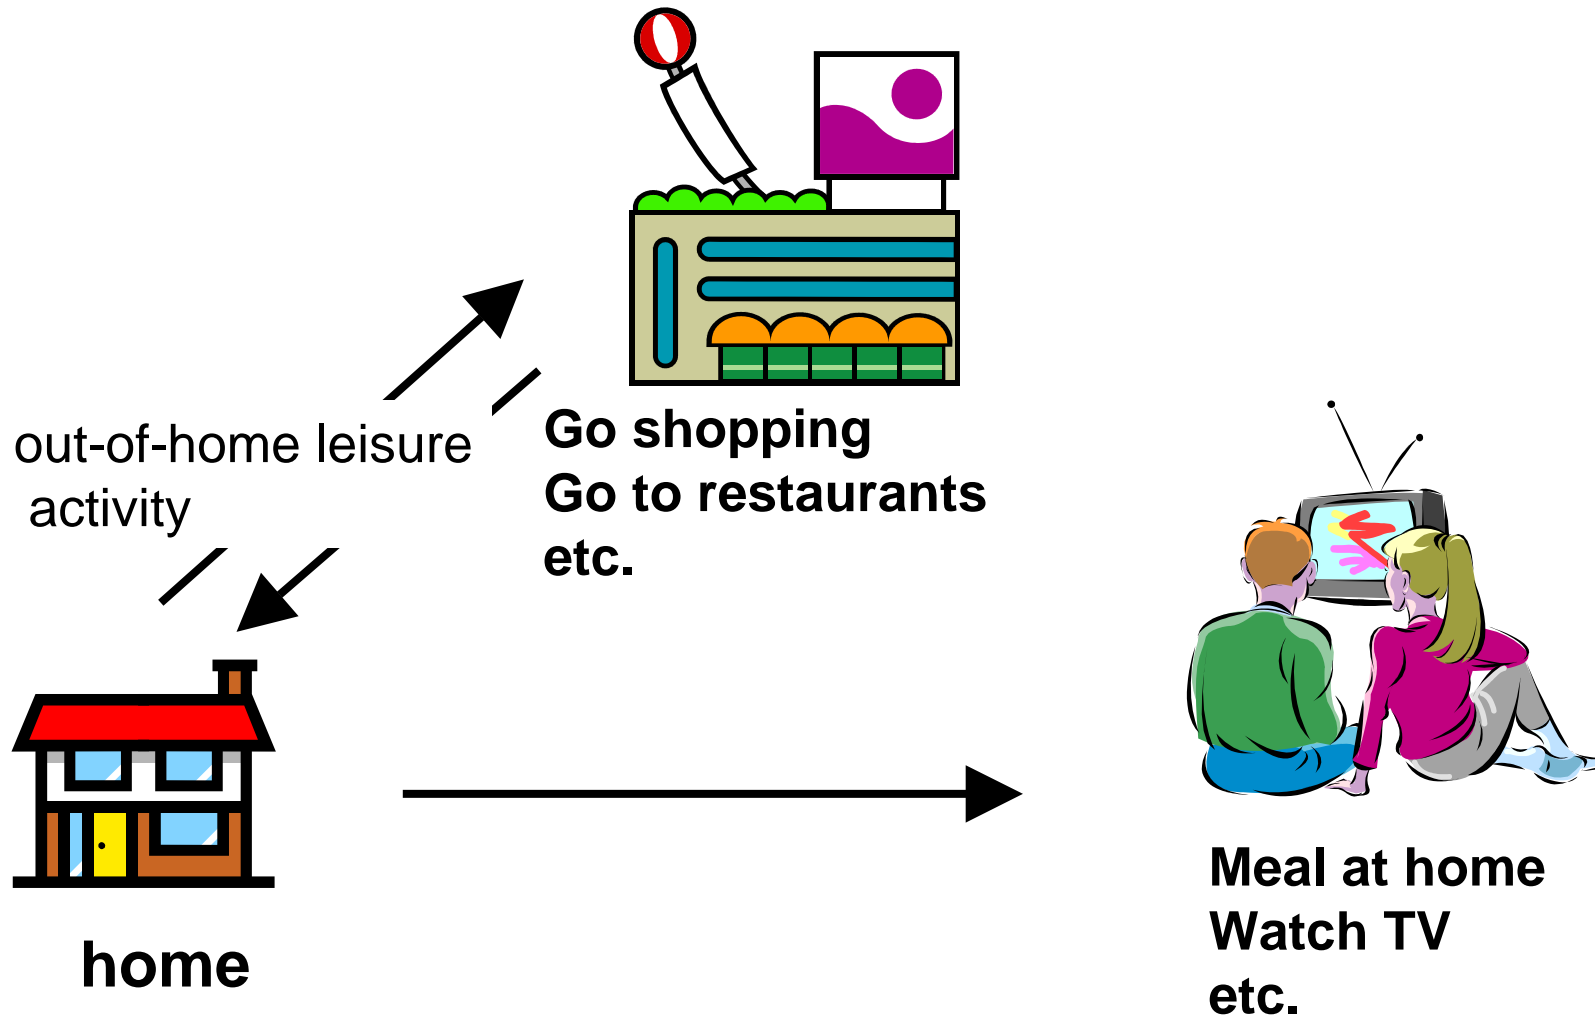 out-of-home leisure
activity
Go shopping
Go to restaurants
etc.
Meal at home
Watch TV
etc.
home